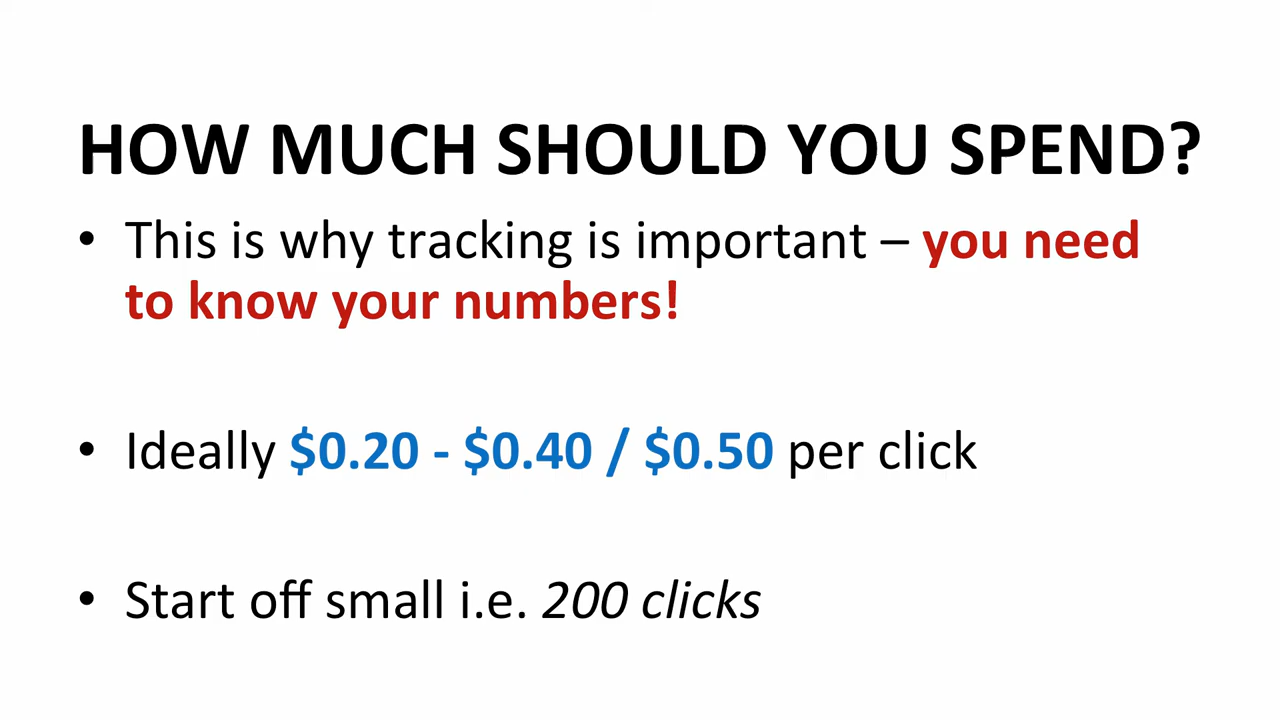 HOW MUCH SHOULD YOU SPEND?
• This is why tracking is important – you need
to know your numbers!
• Ideally $0.20 - $0.40 / $0.50 per click
• Start off small i.e. 200 clicks